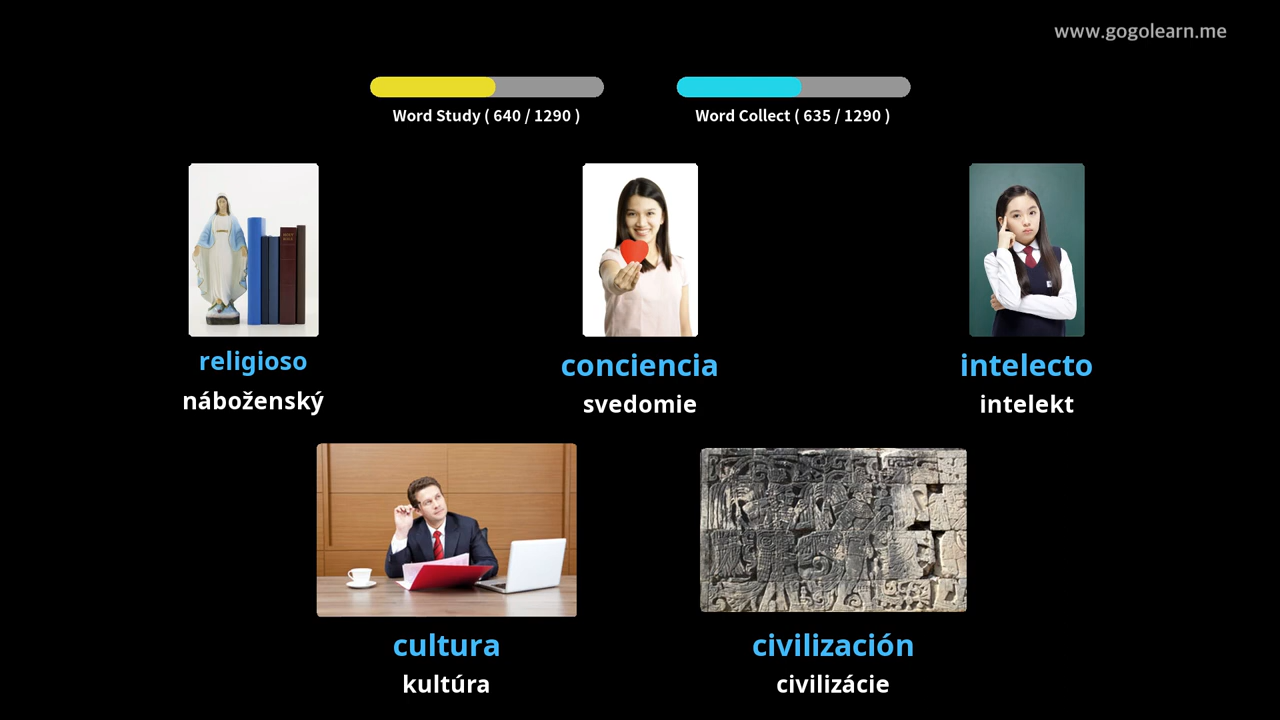 www.gogolearn.me
Word Study ( 640 / 1290 )
Word Collect ( 635 / 1290 )
religioso
náboženský
conciencia
svedomie
intelecto
intelekt
cultura
kultúra
civilización
civilizácie